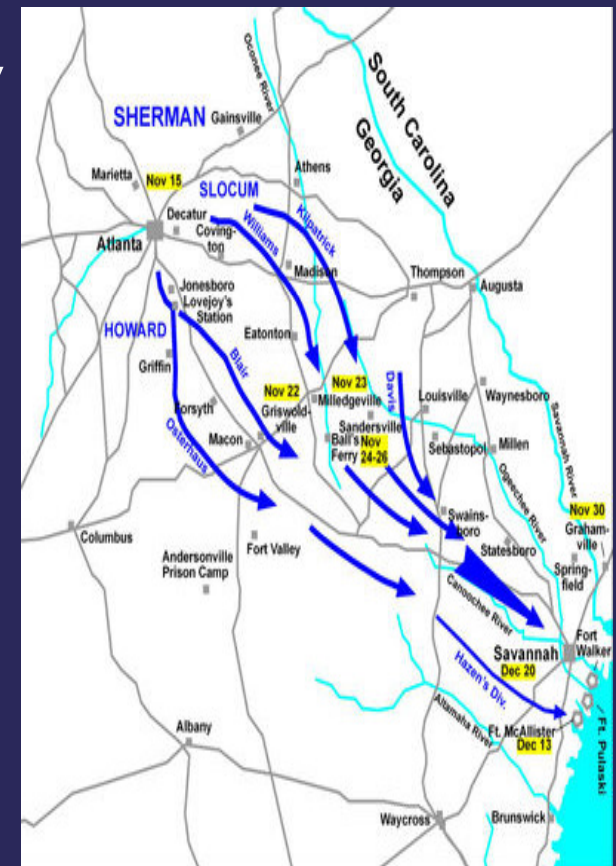 Oconee River
South Carolina
Georgia
SHERMAN
Gainsville
Marietta
Nov 15
Athens
SLOCUM
Kilpatrick
Williams
Decatur
Coving-
ton
Atlanta
Madison
Thompson
Augusta
Jonesboro
Lovejoy's
Station
HOWARD
Eatonton
Griffin
Blair
Nov 22
Nov 23
Davis
Forsyth
Griswold-
ville
Milledgeville
Louisville
Waynesboro
Savannah River
Osterhaus
Macon
Sandersville
Ball's
Ferry
Nov
24-26
Sebastopol
Millen
Ogeechee River
Nov 30
Columbus
Fort Valley
Swains-
boro
Graham-
ville
Statesboro
Andersonville
Prison Camp
Spring-
field
Canoochee River
Savannah
Fort
Walker
Dec 20
Hazen's Div.
Altamaha River
Ft. McAllister
Dec 13
Ft. Pulaski
Albany
Waycross
Brunswick